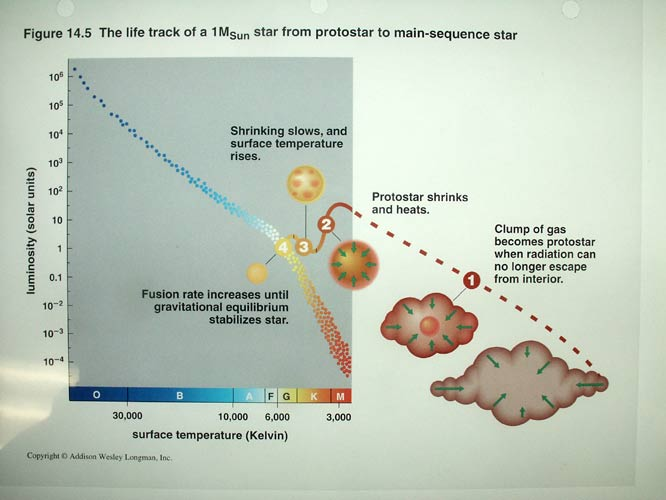 Figure 14.5 The life track of a 1MSun star from protostar to main-sequence star
10⁶
10⁵
10⁴
10³
10²
10
1
0.1
10⁻²
10⁻³
10⁻⁴
luminosity (solar units)
Shrinking slows, and
surface temperature
rises.
Protostar shrinks
and heats.
Clump of gas
becomes protostar
when radiation can
no longer escape
from interior.
1
2
3
4
Fusion rate increases until
gravitational equilibrium
stabilizes star.
O B A F G K M
30,000 10,000 6,000 3,000
surface temperature (Kelvin)
Copyright © Addison Wesley Longman, Inc.